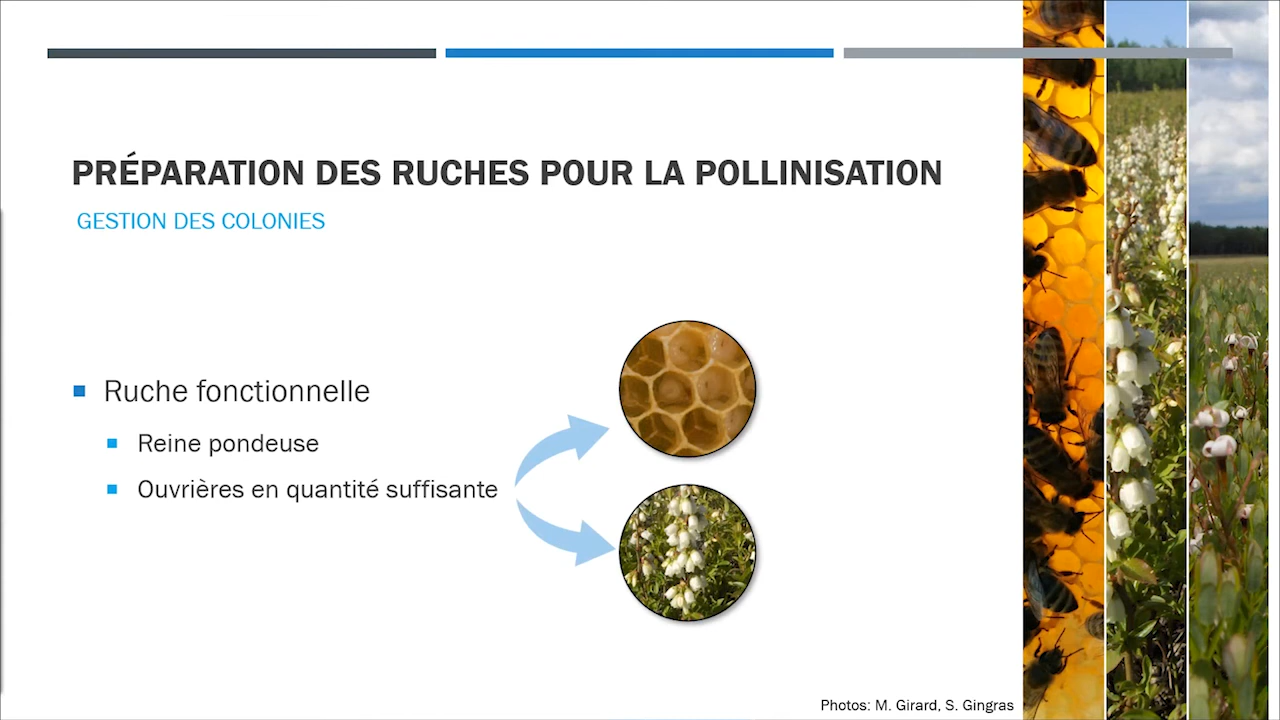 PRÉPARATION DES RUCHES POUR LA POLLINISATION
GESTION DES COLONIES
Ruche fonctionnelle
Reine pondeuse
Ouvrières en quantité suffisante
Photos: M. Girard, S. Gingras